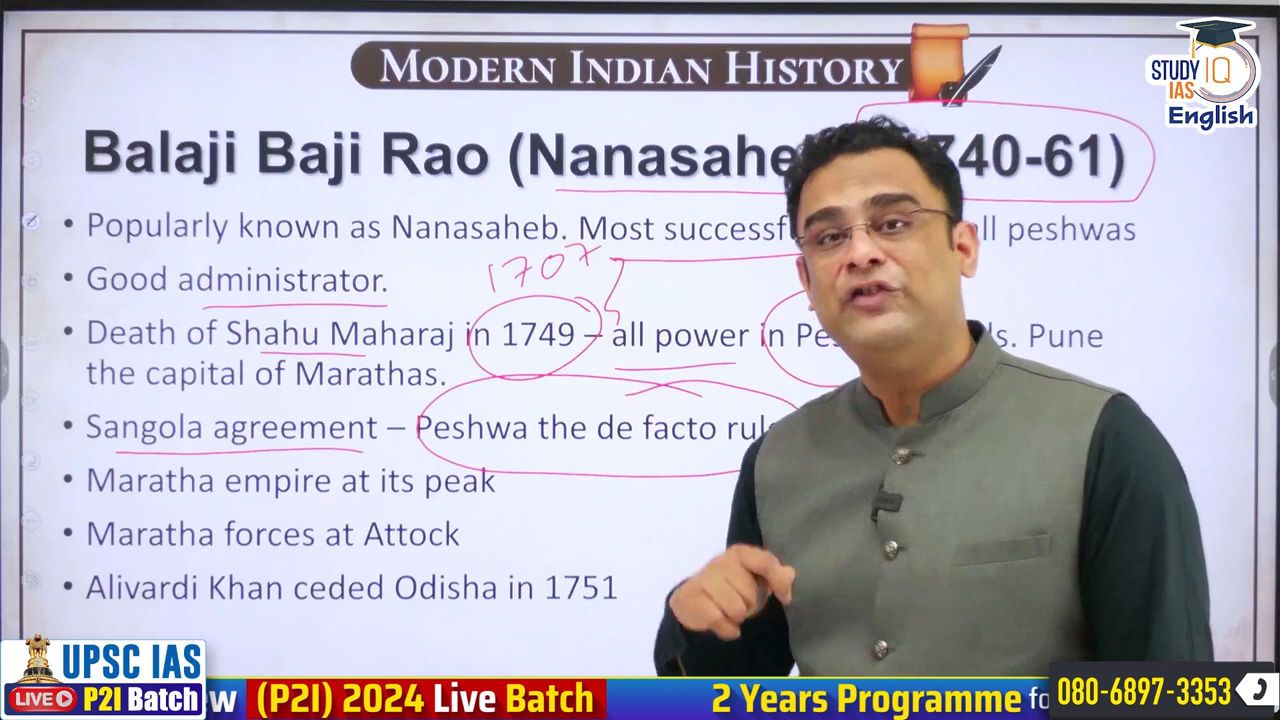 MODERN INDIAN HISTORY
STUDY IQ
IAS
English
Balaji Baji Rao (Nanasahe 740-61)
• Popularly known as Nanasaheb. Most successf all peshwas
1707
• Good administrator.
• Death of Shahu Maharaj in 1749 – all power in Pe s. Pune
the capital of Marathas.
• Sangola agreement – Peshwa the de facto rul
• Maratha empire at its peak
• Maratha forces at Attock
• Alivardi Khan ceded Odisha in 1751
UPSC IAS
LIVE P2I Batch
ew (P2I) 2024 Live Batch 2 Years Programme fo 080-6897-3353